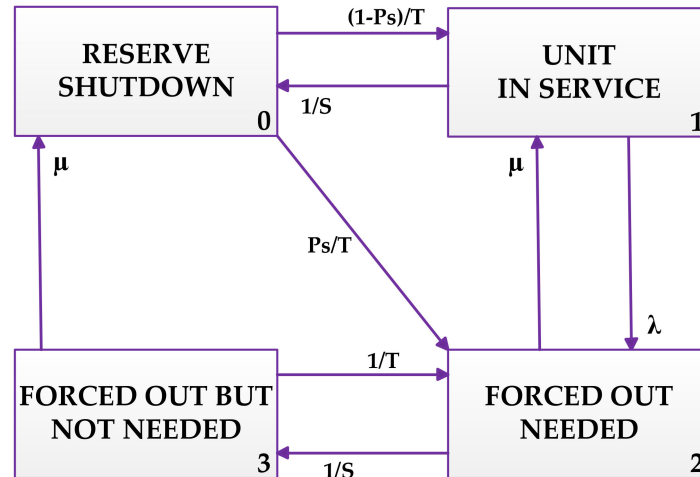 (1-Ps)/T
RESERVE
SHUTDOWN
0
UNIT
IN SERVICE
1
1/S
μ
μ
Ps/T
λ
1/T
FORCED OUT BUT
NOT NEEDED
3
FORCED OUT
NEEDED
2
1/S